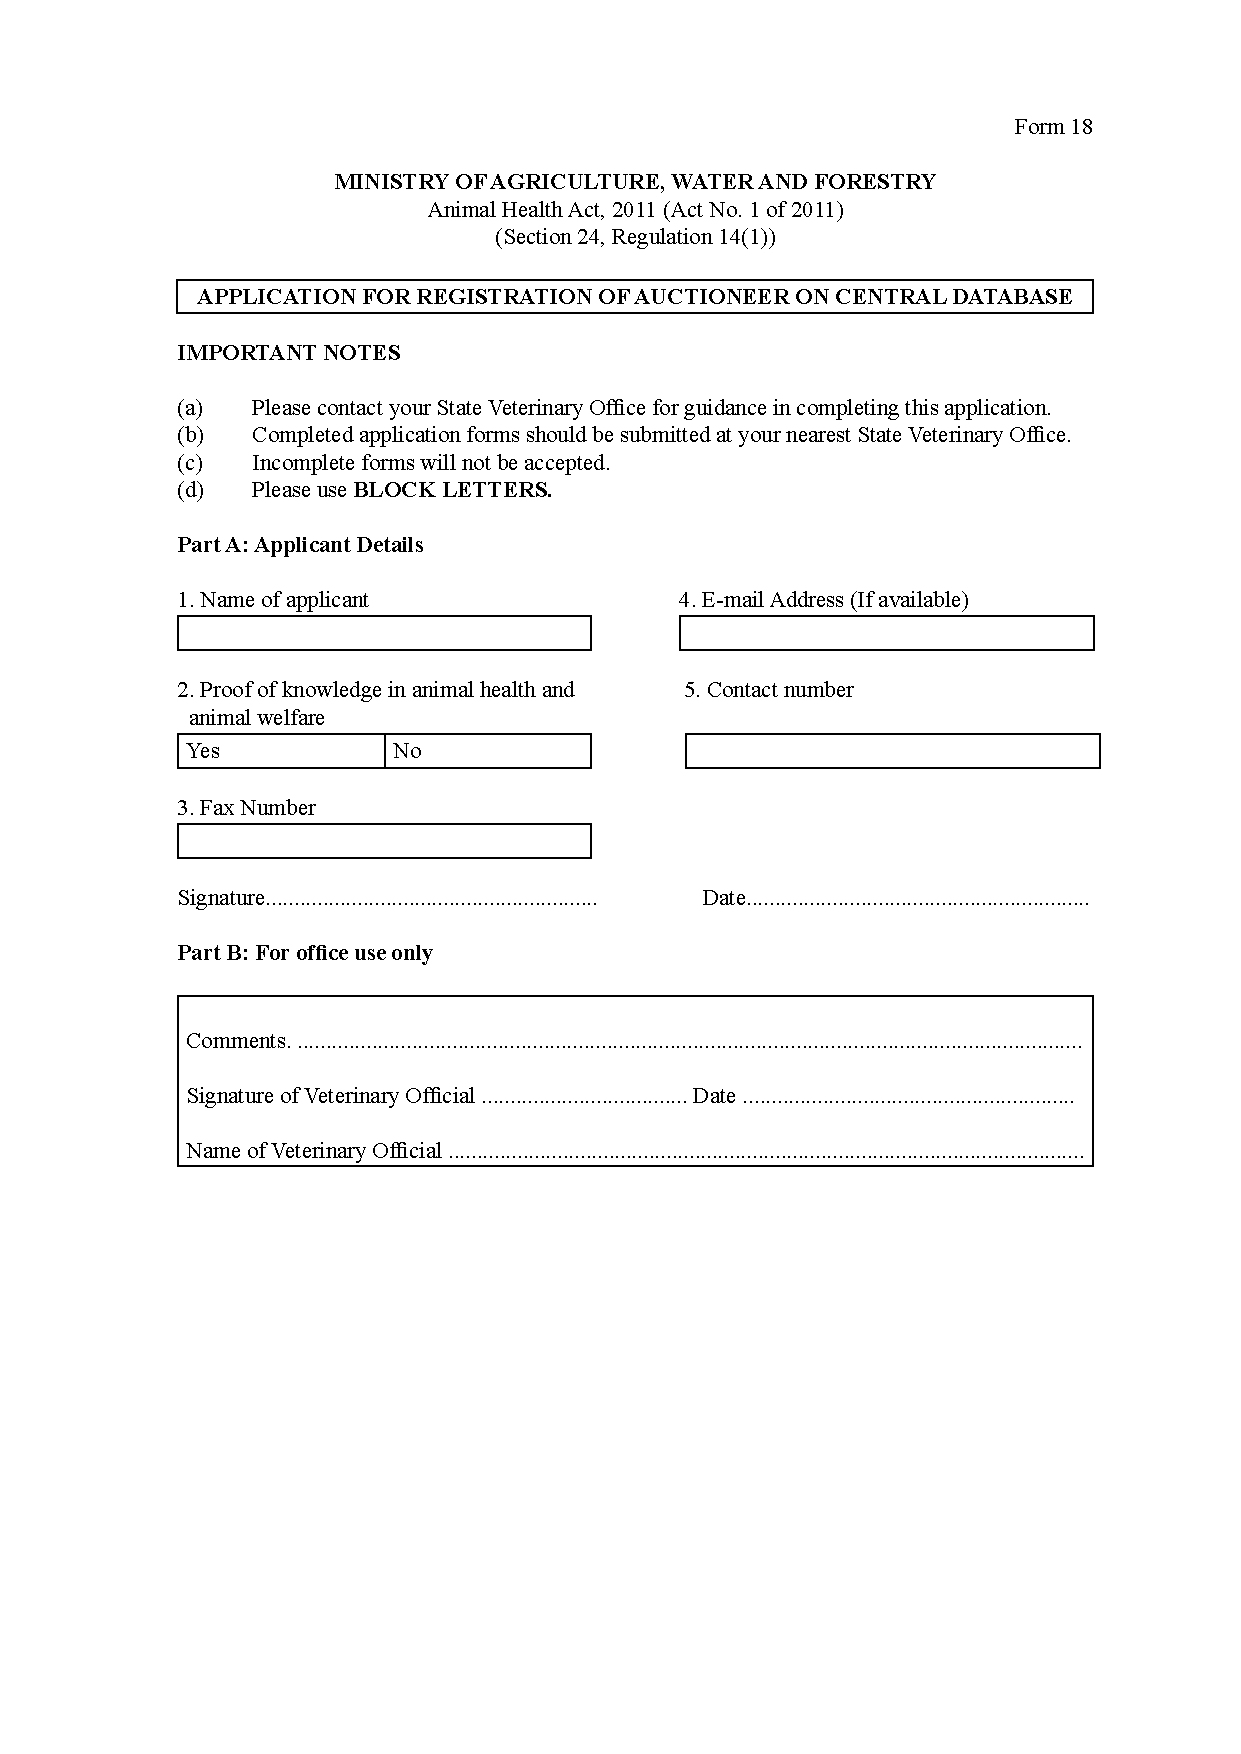 Form 18
MINISTRY OF AGRICULTURE, WATER AND FORESTRY
Animal Health Act, 2011 (Act No. 1 of 2011)
(Section 24, Regulation 14(1))
APPLICATION FOR REGISTRATION OF AUCTIONEER ON CENTRAL DATABASE
IMPORTANT NOTES
(a) Please contact your State Veterinary Office for guidance in completing this application.
(b) Completed application forms should be submitted at your nearest State Veterinary Office.
(c) Incomplete forms will not be accepted.
(d) Please use BLOCK LETTERS.
Part A: Applicant Details
1. Name of applicant 4. E-mail Address (If available)
2. Proof of knowledge in animal health and 5. Contact number
animal welfare
Yes No
3. Fax Number
Signature.......................................................... Date............................................................
Part B: For office use only
Comments. .........................................................................................................................................
Signature of Veterinary Official .................................... Date ..........................................................
Name of Veterinary Official ...............................................................................................................